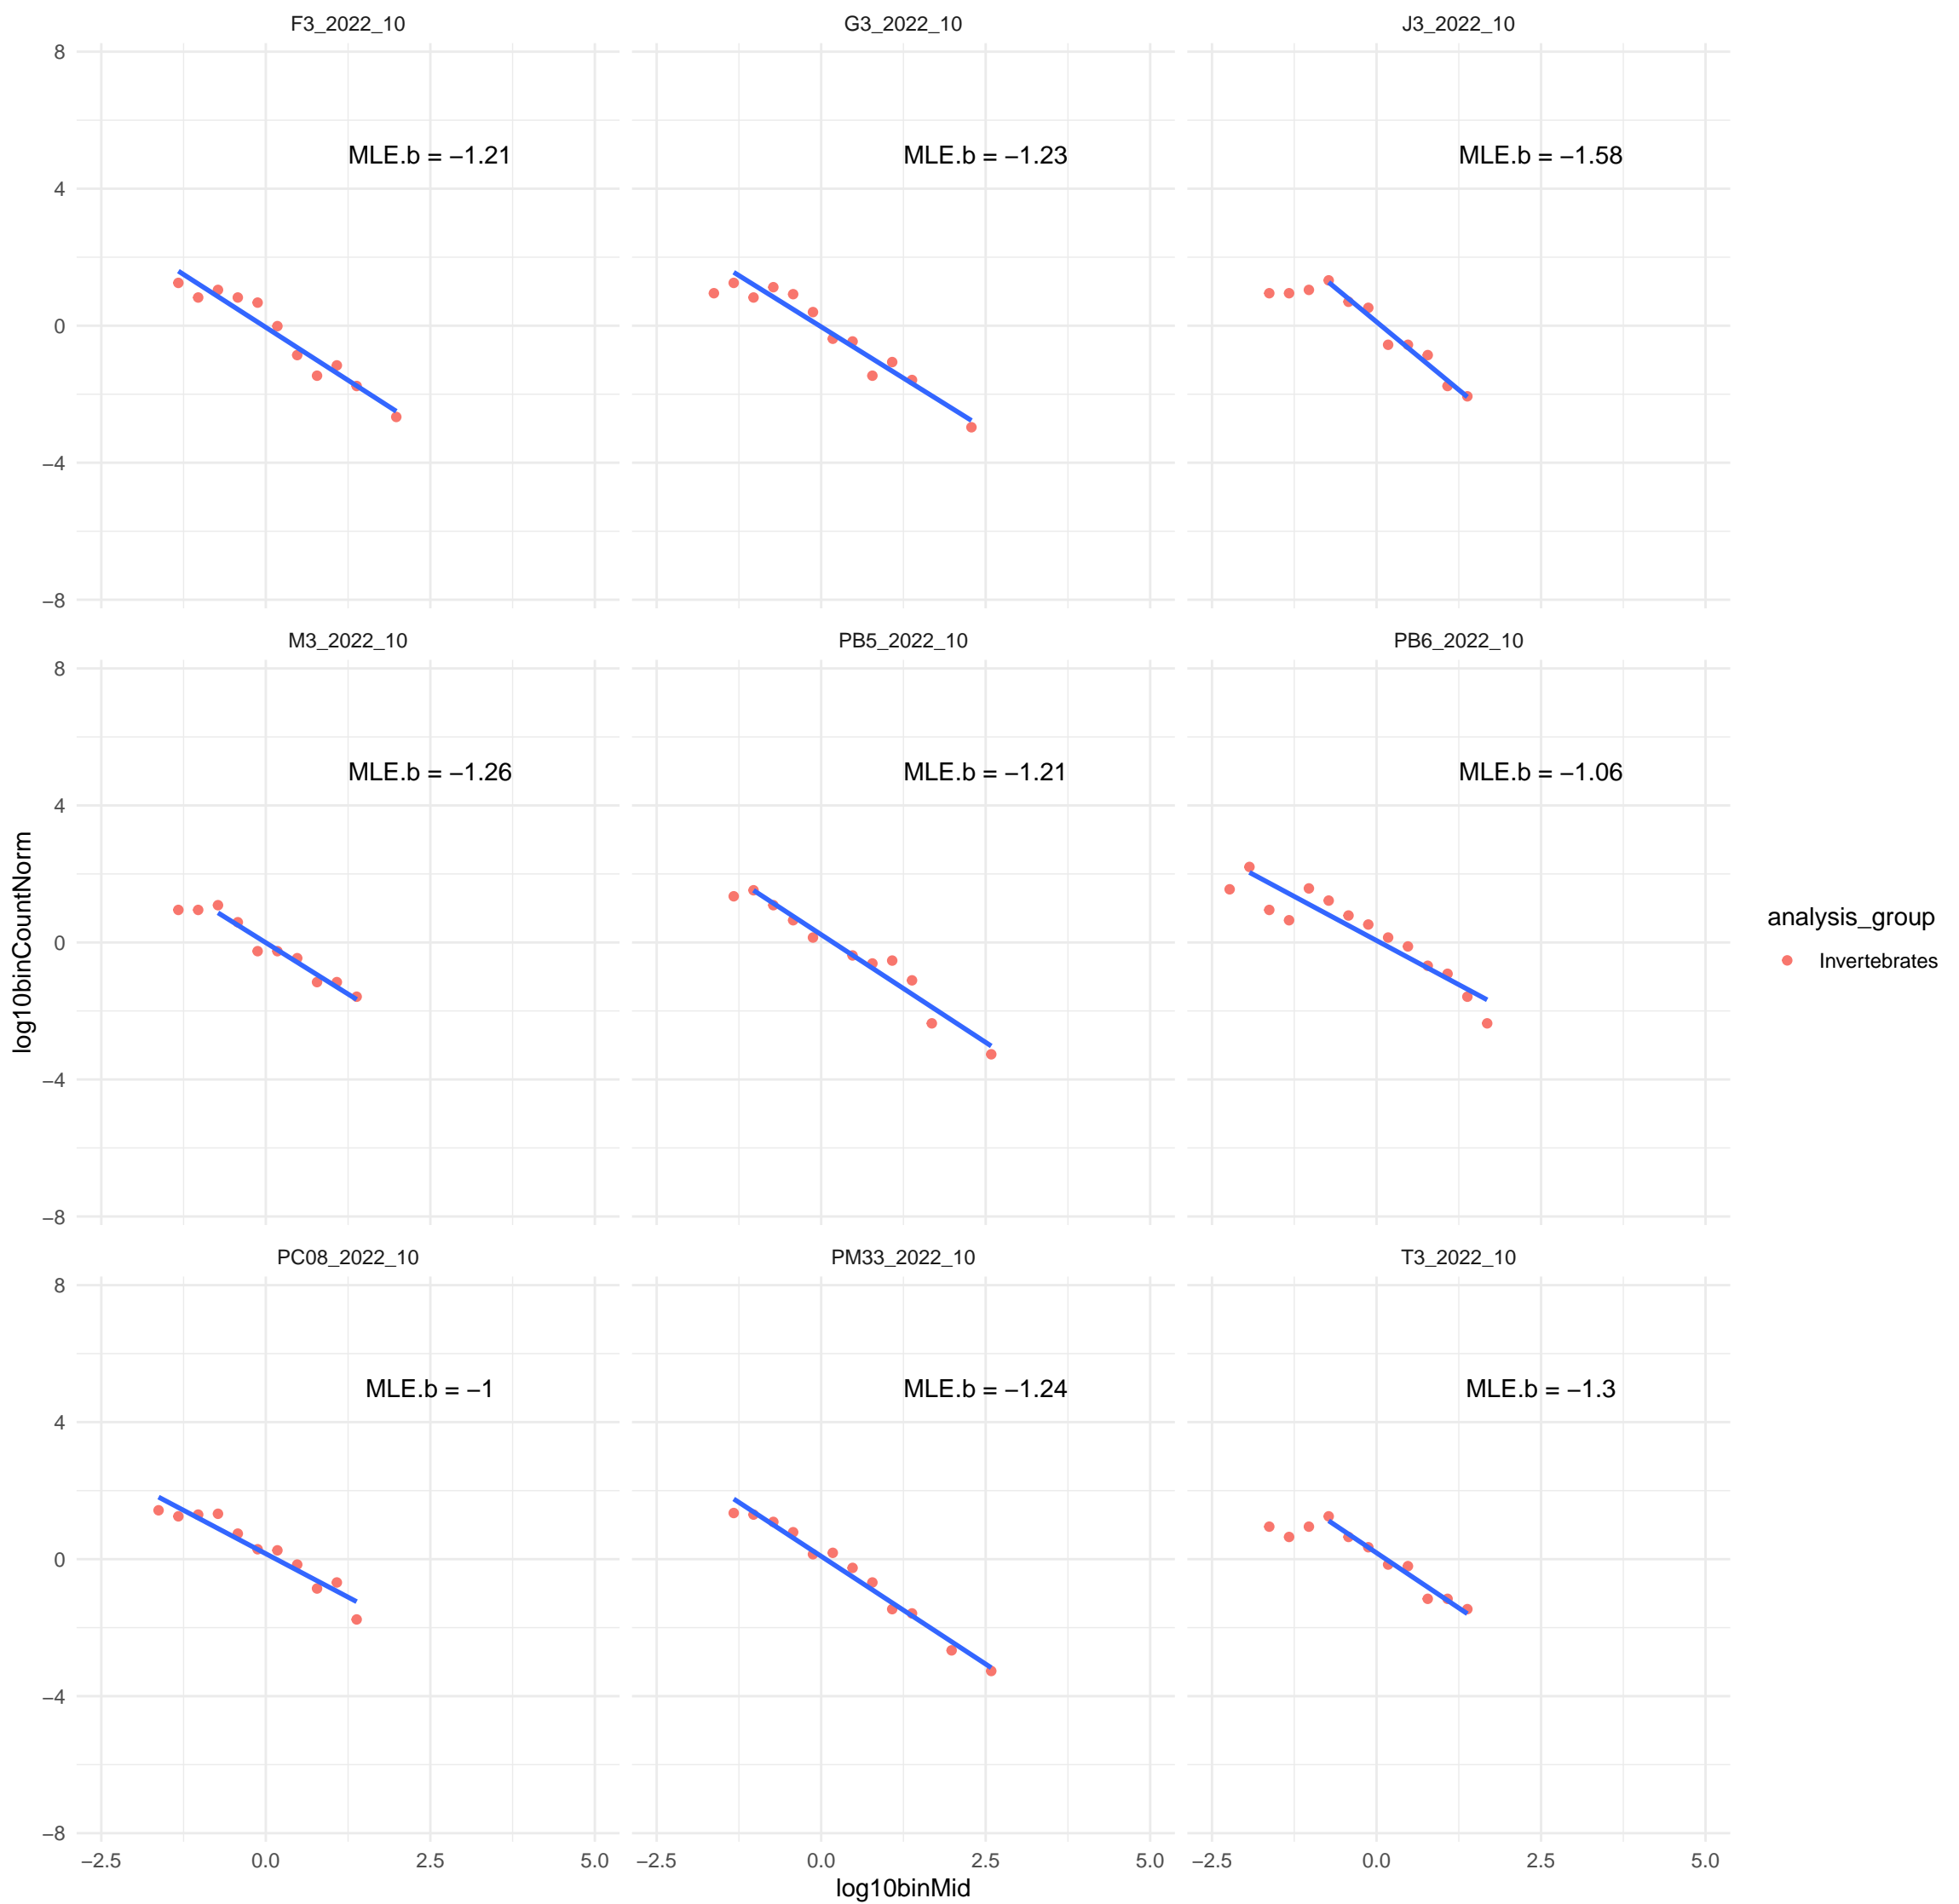 F3_2022_10
G3_2022_10
J3_2022_10
8
4
0
−4
−8
MLE.b = −1.21
MLE.b = −1.23
MLE.b = −1.58
M3_2022_10
PB5_2022_10
PB6_2022_10
8
4
0
−4
−8
MLE.b = −1.26
MLE.b = −1.21
MLE.b = −1.06
PC08_2022_10
PM33_2022_10
T3_2022_10
8
4
0
−4
−8
MLE.b = −1
MLE.b = −1.24
MLE.b = −1.3
−2.5 0.0 2.5 5.0
−2.5 0.0 2.5 5.0
−2.5 0.0 2.5 5.0
log10binMid
log10binCountNorm
analysis_group
Invertebrates